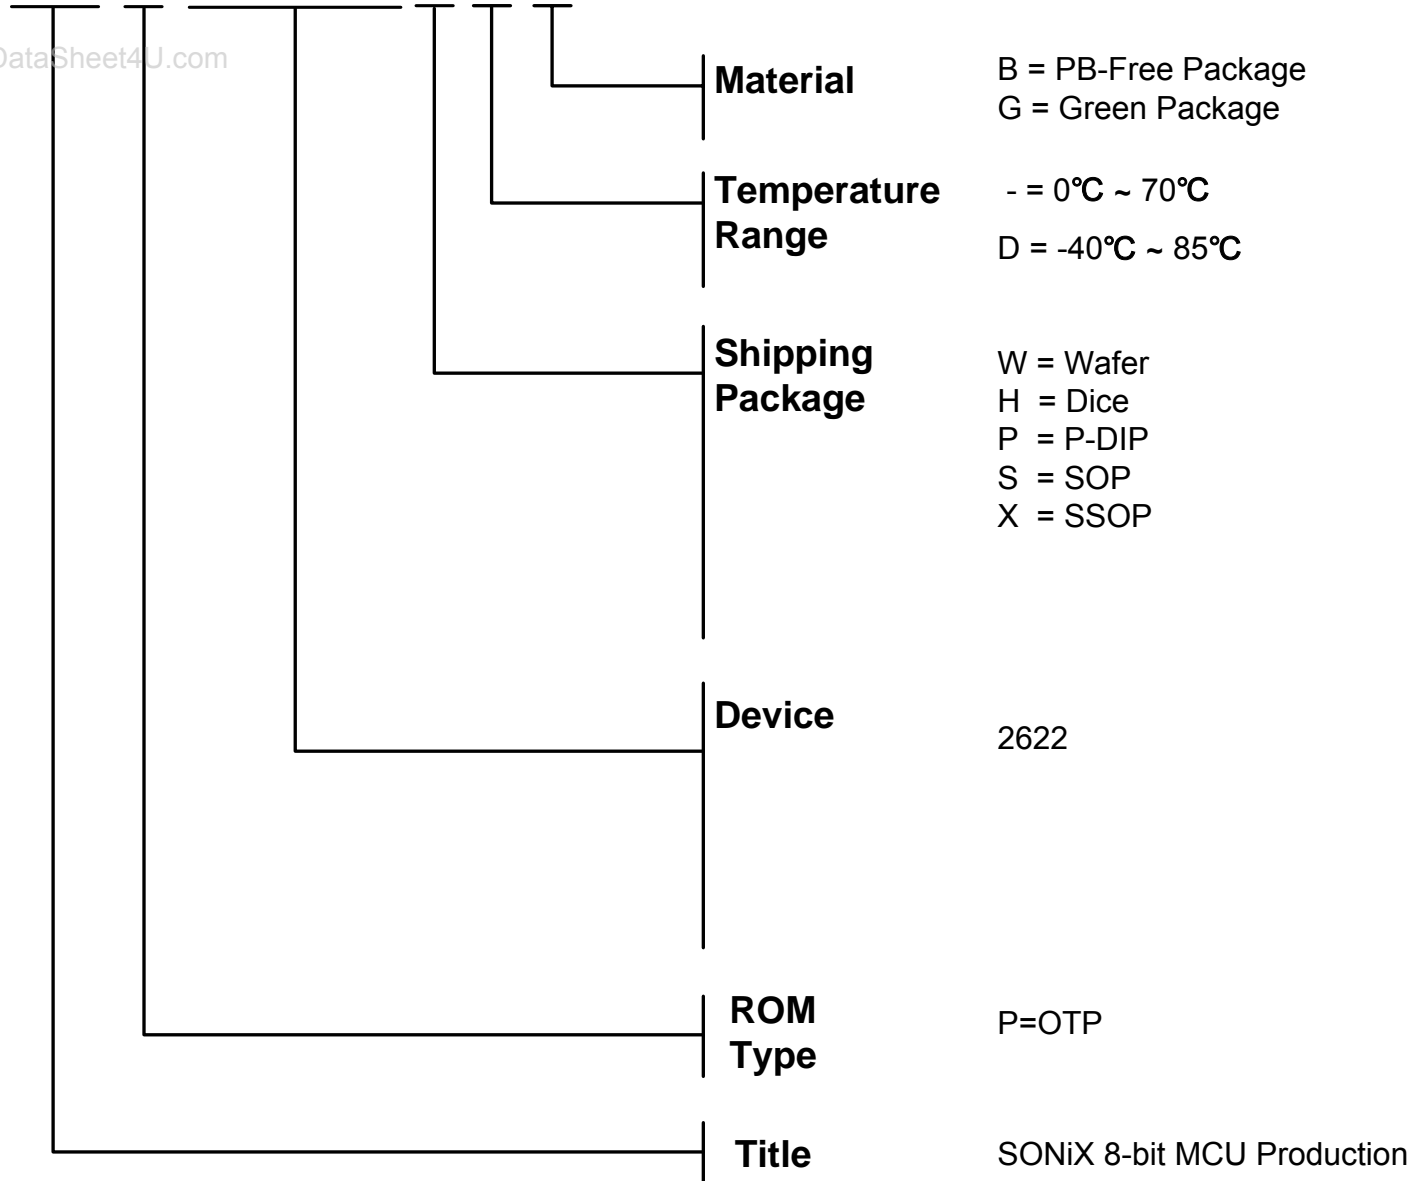 DataSheet4U.com
Material
B = PB-Free Package
G = Green Package
Temperature
Range
- = 0℃ ~ 70℃
D = -40℃ ~ 85℃
Shipping
Package
W = Wafer
H = Dice
P = P-DIP
S = SOP
X = SSOP
Device
2622
ROM
Type
P=OTP
Title
SONiX 8-bit MCU Production